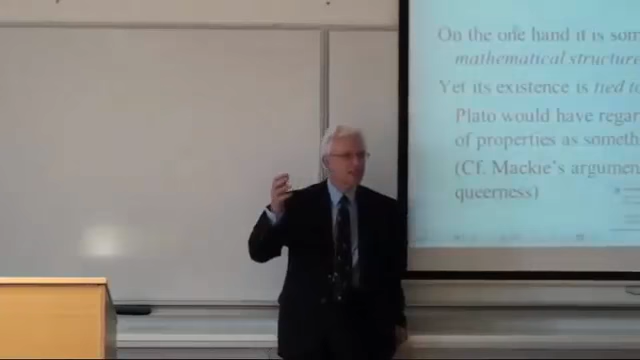 On the one hand it is som
mathematical structure
Yet its existence is tied to
Plato would have regar
of properties as someth
(Cf. Mackie's argumen
queerness)